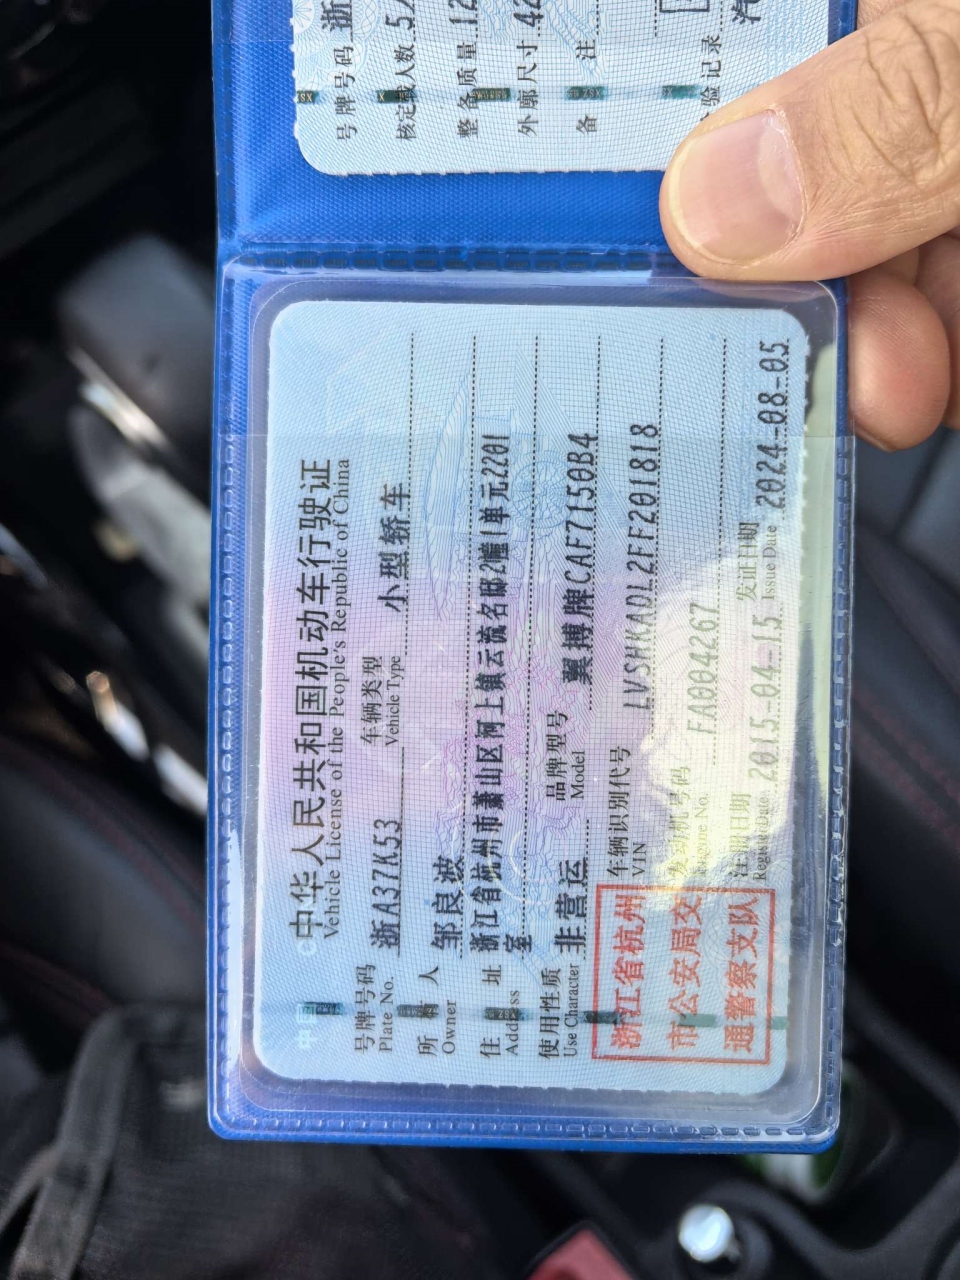 号牌号码 浙
核定载人数 5人
整备质量 12
外廓尺寸 42
备 注
验记录 汽
中华人民共和国机动车行驶证
Vehicle License of the People's Republic of China
号牌号码 浙A37K53 车辆类型 小型轿车
Plate No. Vehicle Type
所有人 邹良波
Owner
住 址 浙江省杭州市萧山区河上镇云流名邸2幢1单元2201
室
Address
使用性质 非营运 品牌型号 翼搏牌CAF7150B4
Use Character Model
车辆识别代号 LVSHKADL2FF201818
VIN
发动机号码 FA004267
Engine No.
注册日期 2015-04-15 发证日期 2024-08-05
Register Date Issue Date
浙江省杭州
市公安局交
通警察支队